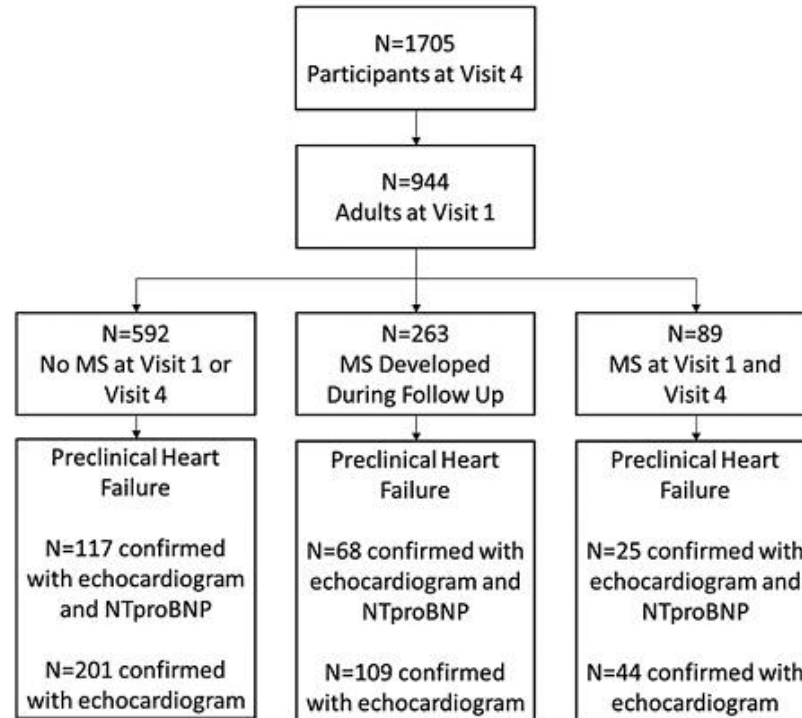 N=1705
Participants at Visit 4
N=944
Adults at Visit 1
N=592
No MS at Visit 1 or
Visit 4
N=263
MS Developed
During Follow Up
N=89
MS at Visit 1 and
Visit 4
Preclinical Heart
Failure
N=117 confirmed
with echocardiogram
and NTproBNP
N=201 confirmed
with echocardiogram
Preclinical Heart
Failure
N=68 confirmed with
echocardiogram and
NTproBNP
N=109 confirmed
with echocardiogram
Preclinical Heart
Failure
N=25 confirmed with
echocardiogram and
NTproBNP
N=44 confirmed with
echocardiogram